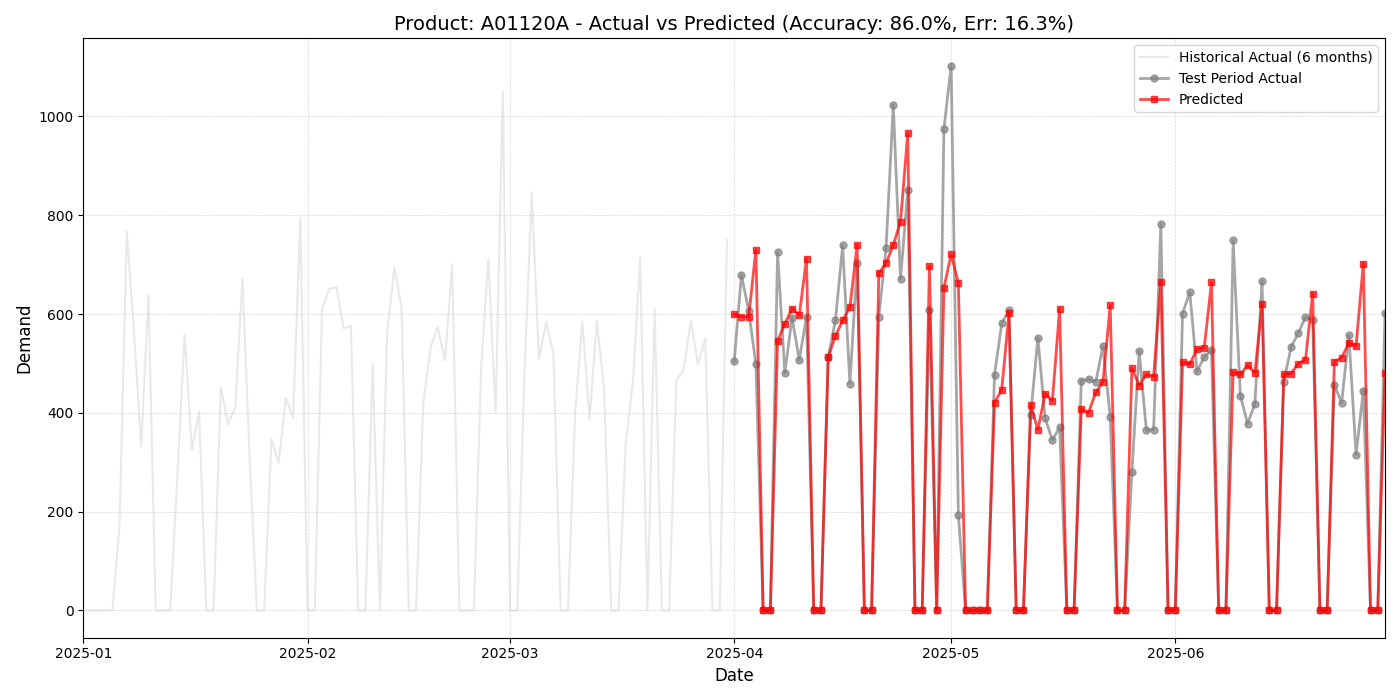 Product: A01120A - Actual vs Predicted (Accuracy: 86.0%, Err: 16.3%)
Historical Actual (6 months)
Test Period Actual
Predicted
Demand
1000
800
600
400
200
0
2025-01
2025-02
2025-03
2025-04
2025-05
2025-06
Date